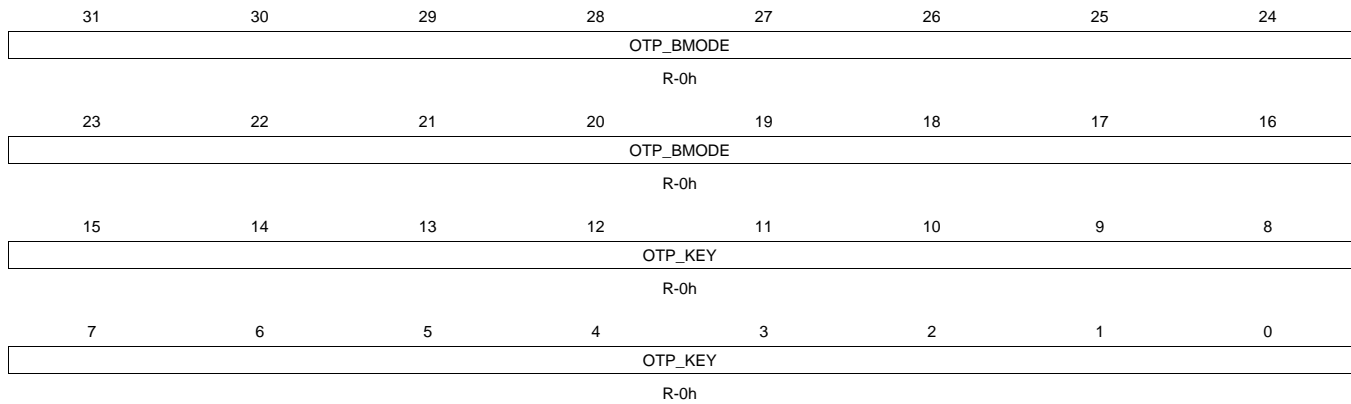 31 30 29 28 27 26 25 24
OTP_BMODE
R-0h
23 22 21 20 19 18 17 16
OTP_BMODE
R-0h
15 14 13 12 11 10 9 8
OTP_KEY
R-0h
7 6 5 4 3 2 1 0
OTP_KEY
R-0h